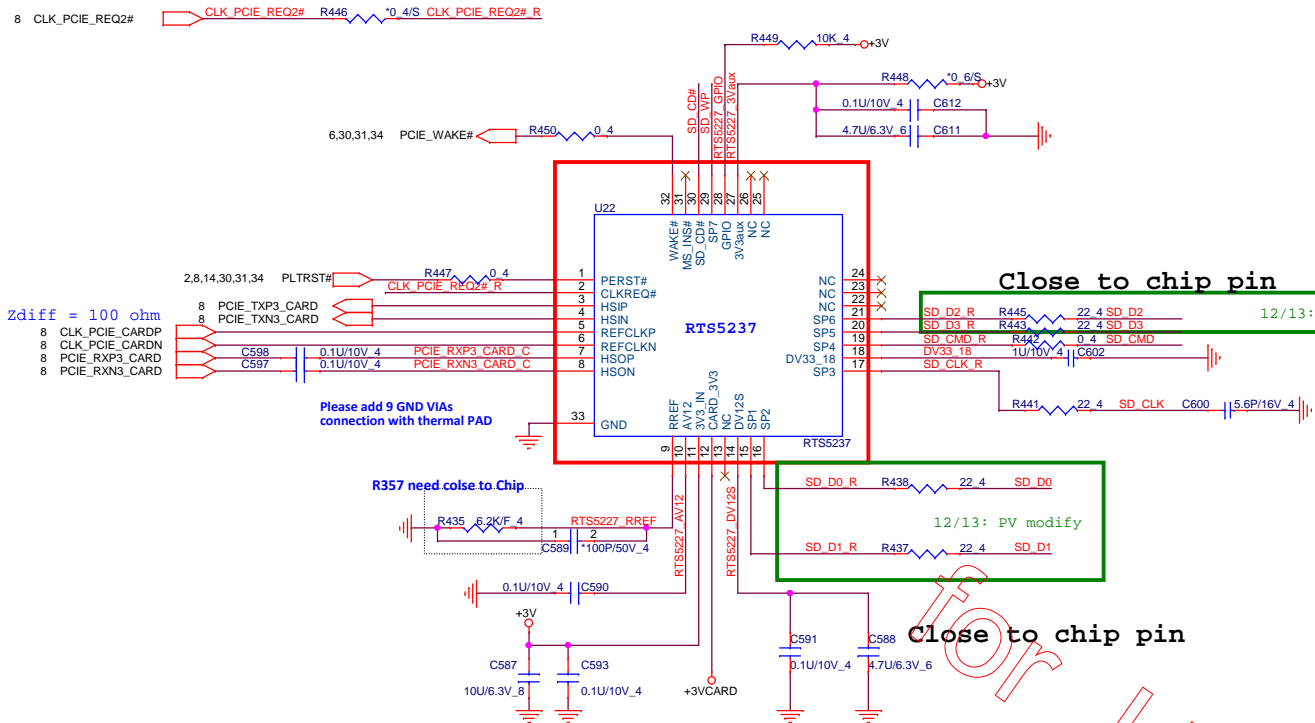 8 CLK_PCIE_REQ2# CLK_PCIE_REQ2# R446 *0_4/S CLK_PCIE_REQ2#_R
R449 10K_4 +3V
R448 *0_6/S +3V
0.1U/10V_4 C612
4.7U/6.3V_6 C611
SD_CD#
SD_WP
RTS5227_GPIO
RTS5227_3Vaux
6,30,31,34 PCIE_WAKE# R450 0_4
32 31 30 29 28 27 26 25
U22
WAKE#
MS_INS#
SD_CD#
SP7
GPIO
3V3aux
NC
NC
2,8,14,30,31,34 PLTRST# R447 0_4 1 PERST#
CLK_PCIE_REQ2#_R 2 CLKREQ#
8 PCIE_TXP3_CARD 3 HSIP
8 PCIE_TXN3_CARD 4 HSIN
Zdiff = 100 ohm
8 CLK_PCIE_CARDP 5 REFCLKP
8 CLK_PCIE_CARDN 6 REFCLKN
8 PCIE_RXP3_CARD C598 0.1U/10V_4 PCIE_RXP3_CARD_C 7 HSOP
8 PCIE_RXN3_CARD C597 0.1U/10V_4 PCIE_RXN3_CARD_C 8 HSON
RTS5237
Close to chip pin
NC 24
NC 23
NC 22
SP6 21 SD_D2_R R445 22_4 SD_D2
12/13:
SP5 20 SD_D3_R R443 22_4 SD_D3
SP4 19 SD_CMD_R R442 0_4 SD_CMD
DV33_18 18 DV33_18 1U/10V_4 C602
SP3 17 SD_CLK_R
R441 22_4 SD_CLK C600 5.6P/16V_4
Please add 9 GND VIAs
connection with thermal PAD
33 GND
RREF
AV12
3V3_IN
CARD_3V3
NC
DV12S
SP1
SP2
RTS5237
9 10 11 12 13 14 15 16
R357 need colse to Chip
R435 6.2K/F_4 RTS5227_RREF
1 2
C589 *100P/50V_4
RTS5227_AV12
RTS5227_DV12S
SD_D0_R R438 22_4 SD_D0
12/13: PV modify
SD_D1_R R437 22_4 SD_D1
0.1U/10V_4 C590
+3V
C587
10U/6.3V_8
C593
0.1U/10V_4
+3VCARD
C591
0.1U/10V_4
C588
4.7U/6.3V_6
Close to chip pin
for